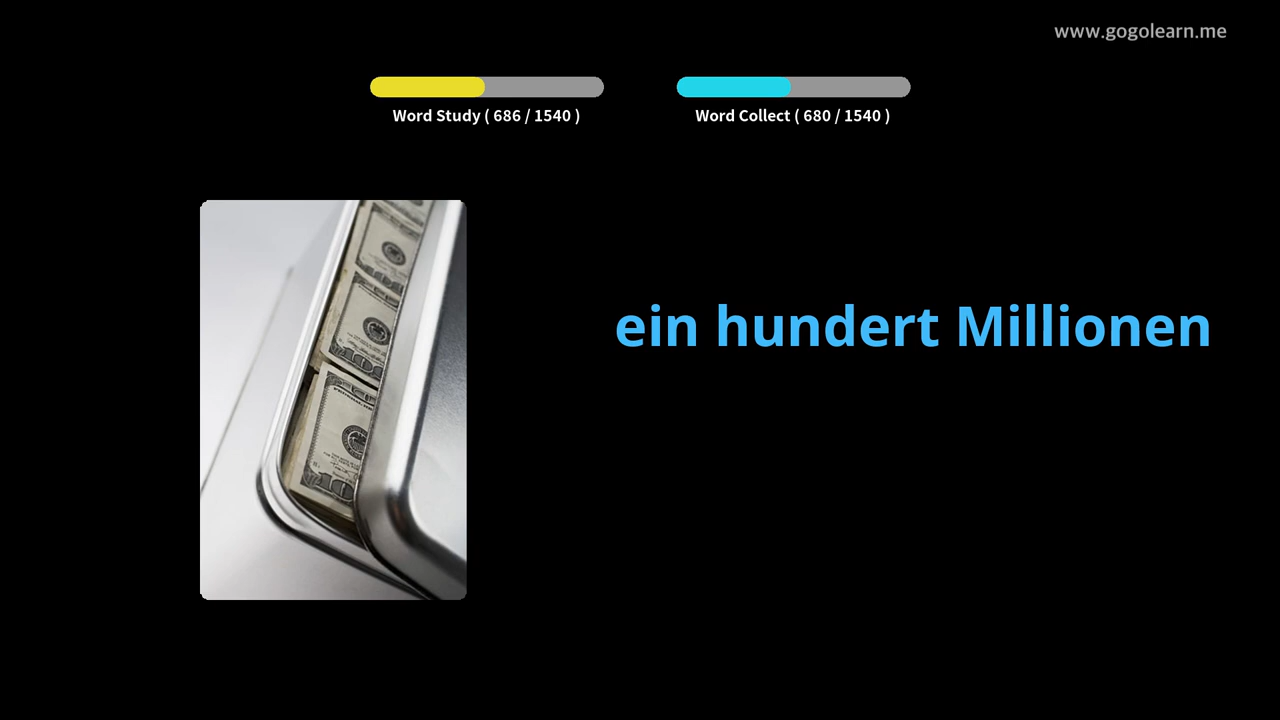 www.gogolearn.me
Word Study ( 686 / 1540 )
Word Collect ( 680 / 1540 )
ein hundert Millionen